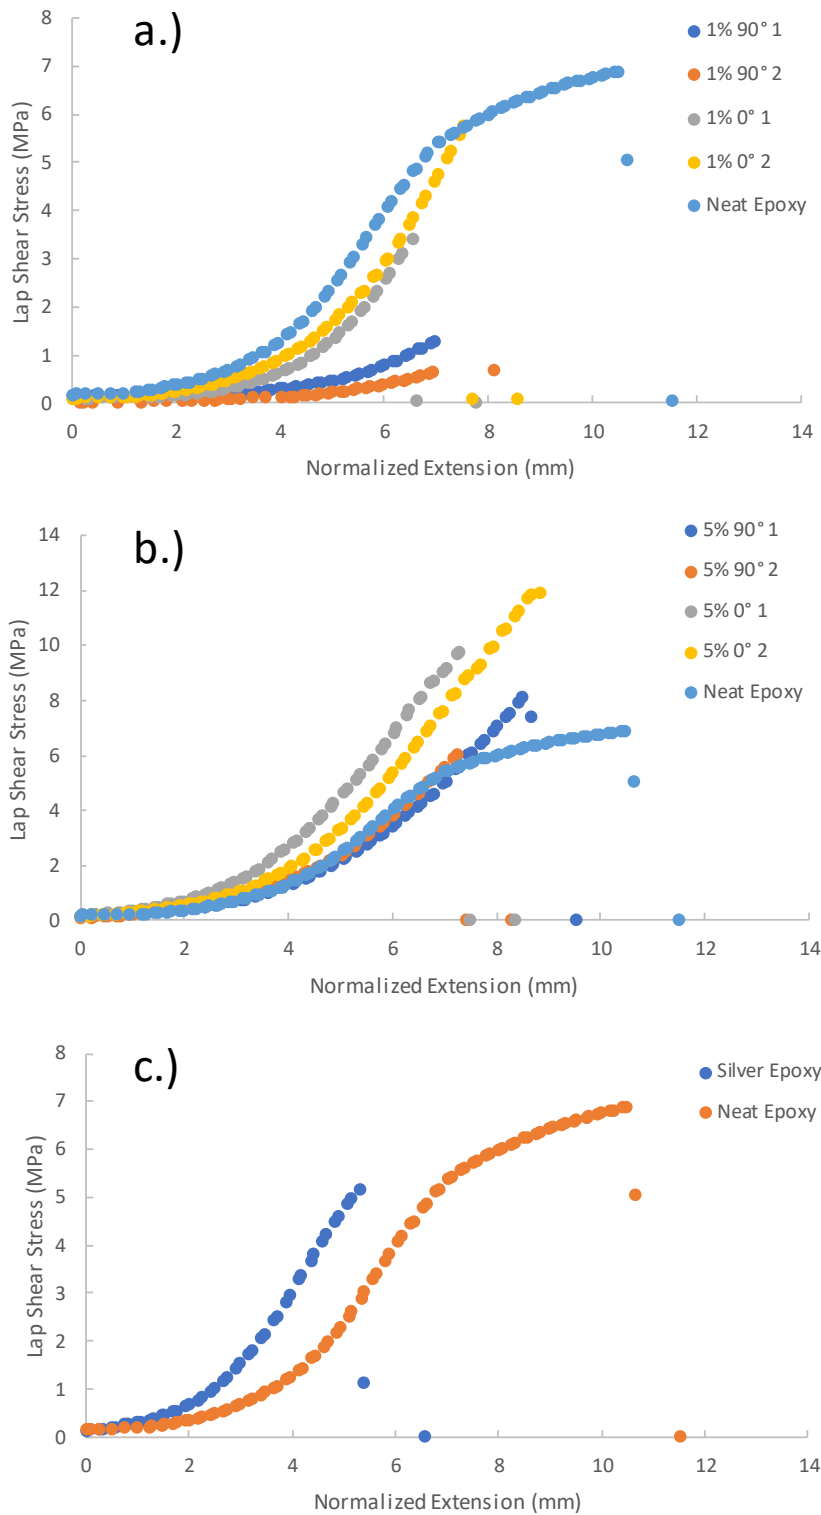 a.)
8
7
6
5
4
3
2
1
0
Lap Shear Stress (MPa)
0 2 4 6 8 10 12 14
Normalized Extension (mm)
1% 90° 1
1% 90° 2
1% 0° 1
1% 0° 2
Neat Epoxy
b.)
14
12
10
8
6
4
2
0
Lap Shear Stress (MPa)
0 2 4 6 8 10 12 14
Normalized Extension (mm)
5% 90° 1
5% 90° 2
5% 0° 1
5% 0° 2
Neat Epoxy
c.)
8
7
6
5
4
3
2
1
0
Lap Shear Stress (MPa)
0 2 4 6 8 10 12 14
Normalized Extension (mm)
Silver Epoxy
Neat Epoxy